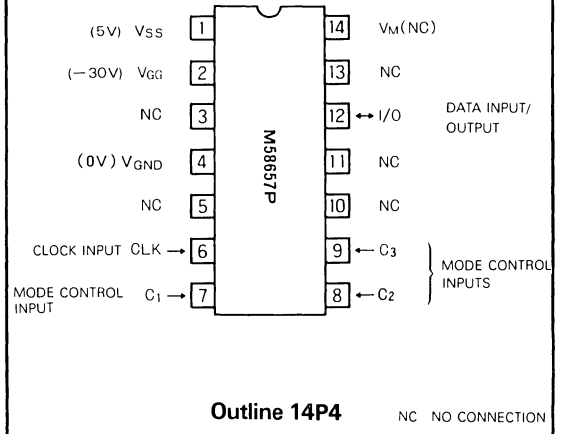 (5V) VSS 1 14 VM(NC)
(−30V) VGG 2 13 NC
NC 3 12 ↔ I/O DATA INPUT/
OUTPUT
(0V) VGND 4 11 NC
NC 5 10 NC
CLOCK INPUT CLK → 6 9 ← C3
MODE CONTROL
INPUT C1 → 7 8 ← C2
MODE CONTROL
INPUTS
M58657P
Outline 14P4
NC NO CONNECTION